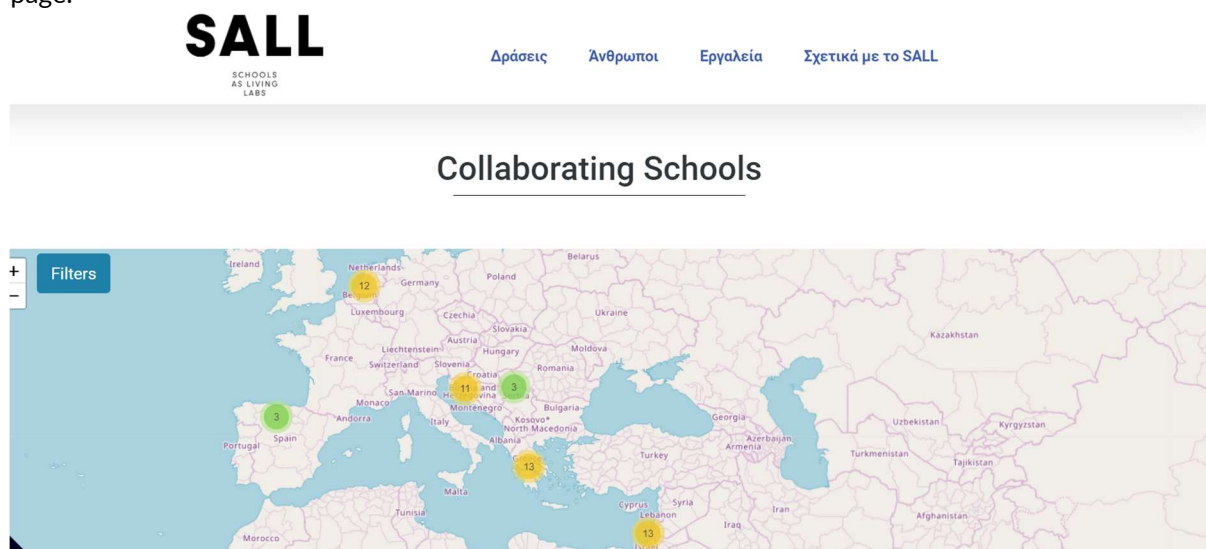 page.
SALL
SCHOOLS
AS LIVING
LABS
Δράσεις Άνθρωποι Εργαλεία Σχετικά με το SALL
Collaborating Schools
+
−
Filters
Ireland
Netherlands
12
Germany
Poland
Belarus
Luxembourg
Czechia
Ukraine
Slovakia
Kazakhstan
Austria
Liechtenstein
Hungary
Moldova
France
Switzerland
Slovenia
Romania
Croatia
San Marino
11
and
3
Monaco
Montenegro
Bulgaria
3
Andorra
Italy
Kosovo*
North Macedonia
Georgia
Uzbekistan
Kyrgyzstan
Portugal
Spain
Albania
Azerbaijan
Armenia
Turkmenistan
13
Turkey
Tajikistan
Malta
Tunisia
Cyprus
Syria
Lebanon
Iran
Afghanistan
Iraq
13
Morocco